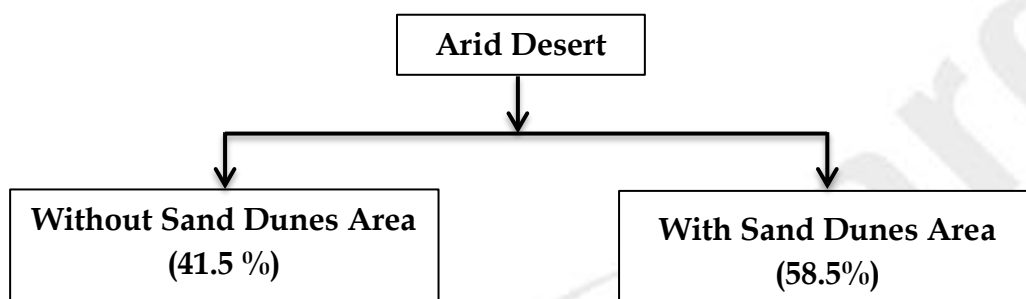 Arid Desert
Without Sand Dunes Area
(41.5 %)
With Sand Dunes Area
(58.5%)